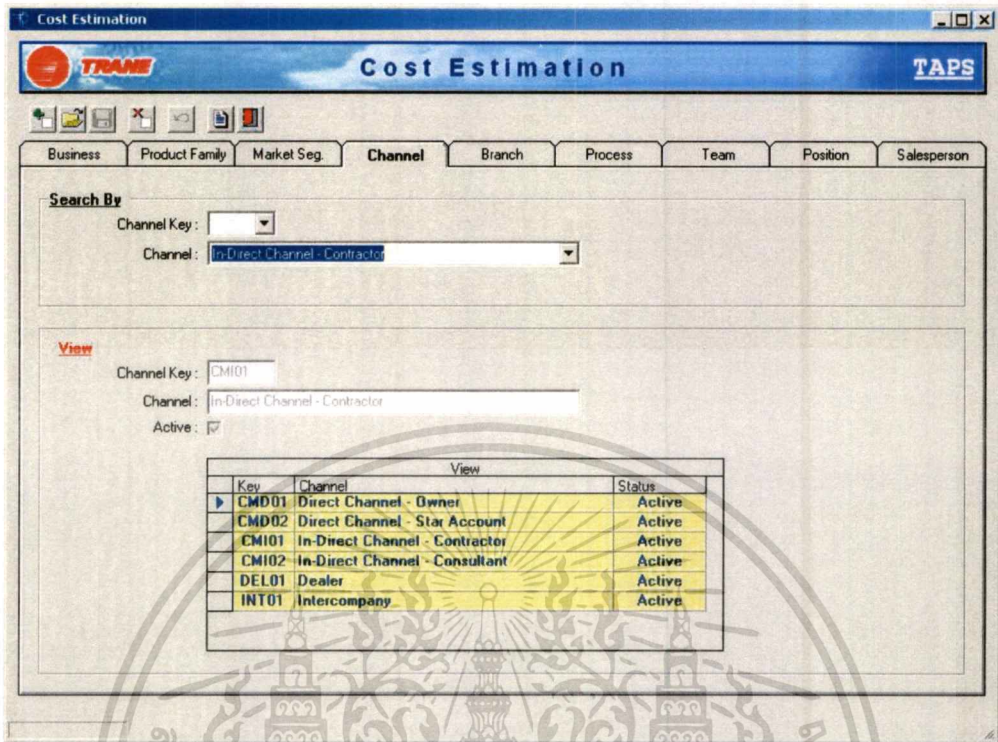 Cost Estimation
TRANE Cost Estimation TAPS
Business Product Family Market Seg. Channel Branch Process Team Position Salesperson
Search By
Channel Key :
Channel : In-Direct Channel - Contractor
View
Channel Key : CMI01
Channel : In-Direct Channel - Contractor
Active :
View
Key Channel Status
CMD01 Direct Channel - Owner Active
CMD02 Direct Channel - Star Account Active
CMI01 In-Direct Channel - Contractor Active
CMI02 In-Direct Channel - Consultant Active
DEL01 Dealer Active
INT01 Intercompany Active